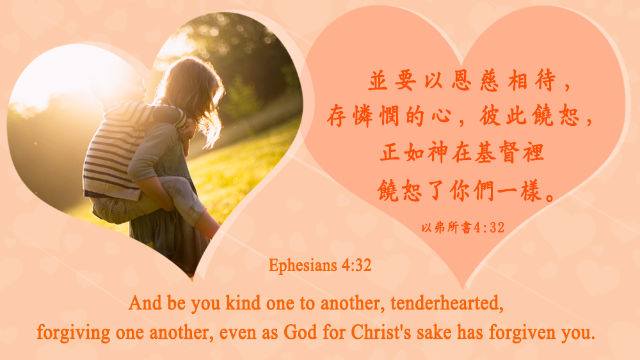 並要以恩慈相待，
存憐憫的心，彼此饒恕，
正如神在基督裡
饒恕了你們一樣。
以弗所書4:32
Ephesians 4:32
And be you kind one to another, tenderhearted,
forgiving one another, even as God for Christ's sake has forgiven you.